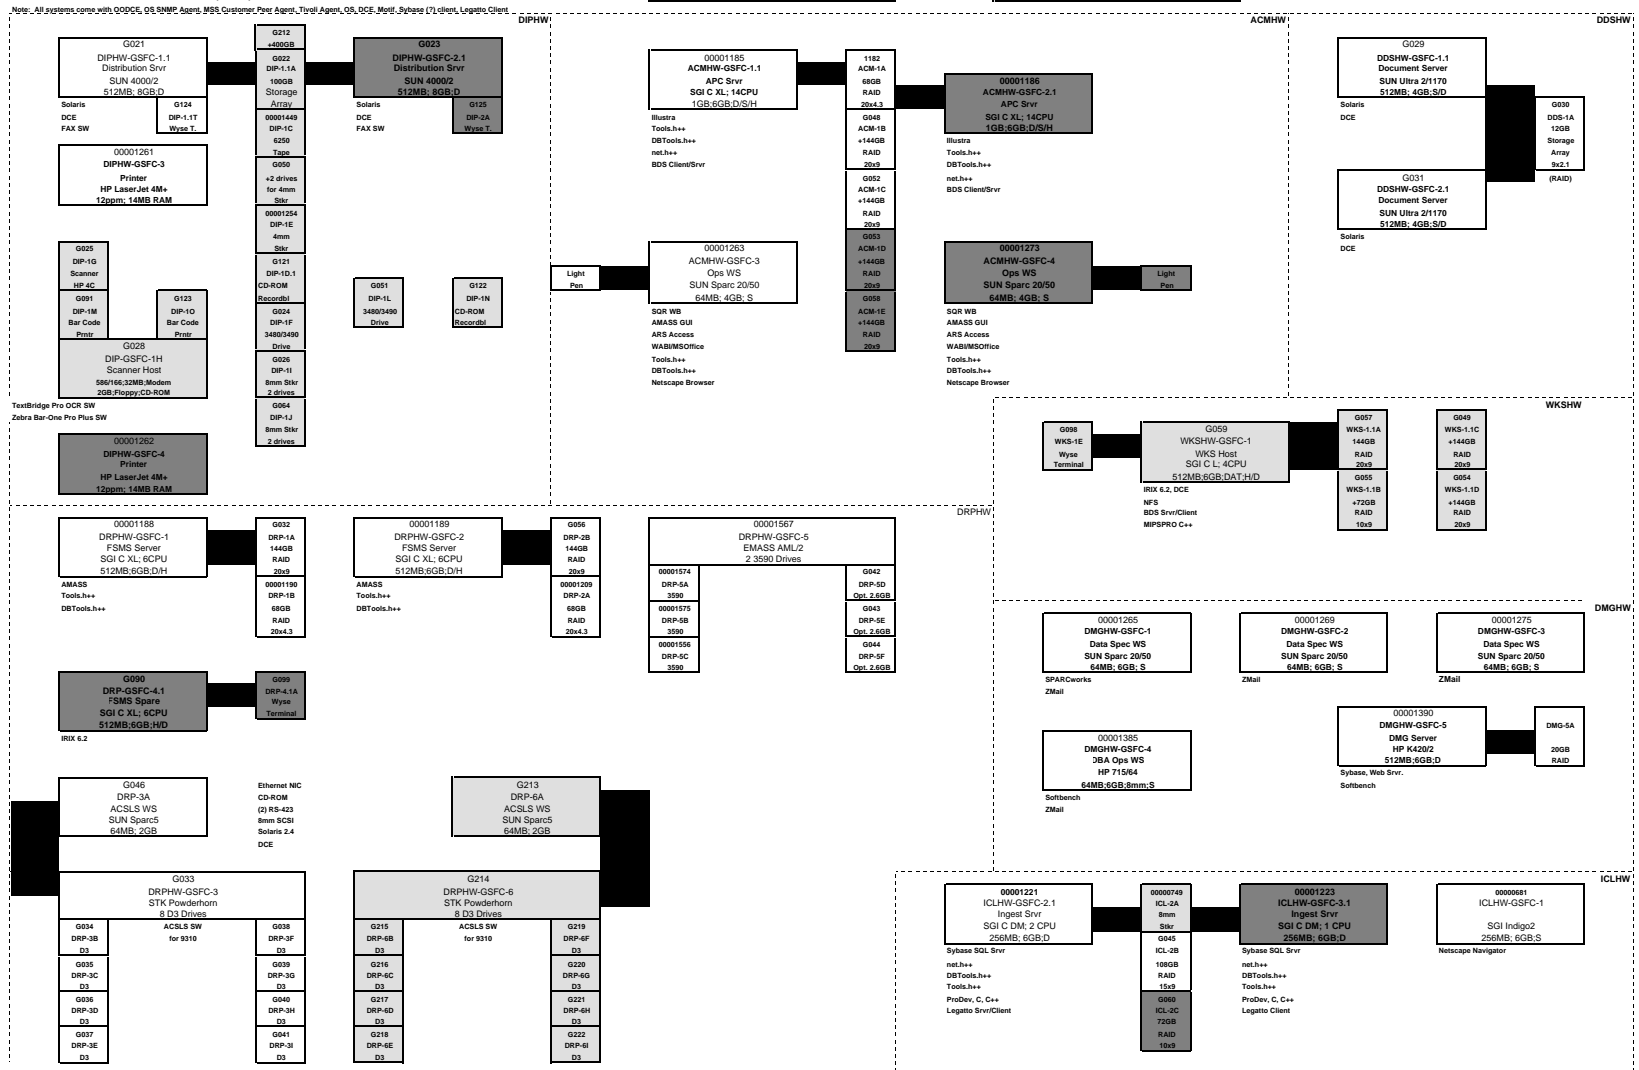 Note: All systems come with OODCE, OS SNMP Agent, MSS Customer Peer Agent, Tivoli Agent, OS, DCE, Motif, Sybase (?) client, Legatto Client
DIPHW
G021
DIPHW-GSFC-1.1
Distribution Srvr
SUN 4000/2
512MB; 8GB;D
Solaris
DCE
FAX SW
G124
DIP-1.1T
Wyse T.
G212
+400GB
G022
DIP-1.1A
100GB
Storage
Array
00001449
DIP-1C
6250
Tape
G050
+2 drives
for 4mm
Stkr
00001254
DIP-1E
4mm
Stkr
G121
DIP-1D.1
CD-ROM
Recordbl
G024
DIP-1F
3480/3490
Drive
G026
DIP-1I
8mm Stkr
2 drives
G064
DIP-1J
8mm Stkr
2 drives
G023
DIPHW-GSFC-2.1
Distribution Srvr
SUN 4000/2
512MB; 8GB;D
Solaris
DCE
FAX SW
G125
DIP-2A
Wyse T.
00001261
DIPHW-GSFC-3
Printer
HP LaserJet 4M+
12ppm; 14MB RAM
G025
DIP-1G
Scanner
HP 4C
G091
DIP-1M
Bar Code
Prntr
G123
DIP-1O
Bar Code
Prntr
G028
DIP-GSFC-1H
Scanner Host
586/166;32MB;Modem
2GB;Floppy;CD-ROM
TextBridge Pro OCR SW
Zebra Bar-One Pro Plus SW
G051
DIP-1L
3480/3490
Drive
G122
DIP-1N
CD-ROM
Recordbl
00001262
DIPHW-GSFC-4
Printer
HP LaserJet 4M+
12ppm; 14MB RAM
ACMHW
00001185
ACMHW-GSFC-1.1
APC Srvr
SGI C XL; 14CPU
1GB;6GB;D/S/H
Illustra
Tools.h++
DBTools.h++
net.h++
BDS Client/Srvr
1182
ACM-1A
68GB
RAID
20x4.3
G048
ACM-1B
+144GB
RAID
20x9
G052
ACM-1C
+144GB
RAID
20x9
G053
ACM-1D
+144GB
RAID
20x9
G058
ACM-1E
+144GB
RAID
20x9
00001186
ACMHW-GSFC-2.1
APC Srvr
SGI C XL; 14CPU
1GB;6GB;D/S/H
Illustra
Tools.h++
DBTools.h++
net.h++
BDS Client/Srvr
Light
Pen
00001263
ACMHW-GSFC-3
Ops WS
SUN Sparc 20/50
64MB; 4GB; S
SQR WB
AMASS GUI
ARS Access
WABI/MSOffice
Tools.h++
DBTools.h++
Netscape Browser
00001273
ACMHW-GSFC-4
Ops WS
SUN Sparc 20/50
64MB; 4GB; S
Light
Pen
SQR WB
AMASS GUI
ARS Access
WABI/MSOffice
Tools.h++
DBTools.h++
Netscape Browser
DDSHW
G029
DDSHW-GSFC-1.1
Document Server
SUN Ultra 2/1170
512MB; 4GB;S/D
Solaris
DCE
G030
DDS-1A
12GB
Storage
Array
9x2.1
(RAID)
G031
DDSHW-GSFC-2.1
Document Server
SUN Ultra 2/1170
512MB; 4GB;S/D
Solaris
DCE
WKSHW
G098
WKS-1E
Wyse
Terminal
G059
WKSHW-GSFC-1
WKS Host
SGI C L; 4CPU
512MB;6GB;DAT;H/D
IRIX 6.2, DCE
NFS
BDS Srvr/Client
MIPSPRO C++
G057
WKS-1.1A
144GB
RAID
20x9
G055
WKS-1.1B
+72GB
RAID
10x9
G049
WKS-1.1C
+144GB
RAID
20x9
G054
WKS-1.1D
+144GB
RAID
20x9
DRPHW
00001188
DRPHW-GSFC-1
FSMS Server
SGI C XL; 6CPU
512MB;6GB;D/H
AMASS
Tools.h++
DBTools.h++
G032
DRP-1A
144GB
RAID
20x9
00001190
DRP-1B
68GB
RAID
20x4.3
00001189
DRPHW-GSFC-2
FSMS Server
SGI C XL; 6CPU
512MB;6GB;D/H
AMASS
Tools.h++
DBTools.h++
G056
DRP-2B
144GB
RAID
20x9
00001209
DRP-2A
68GB
RAID
20x4.3
00001567
DRPHW-GSFC-5
EMASS AML/2
2 3590 Drives
00001574
DRP-5A
3590
00001575
DRP-5B
3590
00001556
DRP-5C
3590
G042
DRP-5D
Opt. 2.6GB
G043
DRP-5E
Opt. 2.6GB
G044
DRP-5F
Opt. 2.6GB
G090
DRP-GSFC-4.1
FSMS Spare
SGI C XL; 6CPU
512MB;6GB;H/D
IRIX 6.2
G099
DRP-4.1A
Wyse
Terminal
G046
DRP-3A
ACSLS WS
SUN Sparc5
64MB; 2GB
Ethernet NIC
CD-ROM
(2) RS-423
8mm SCSI
Solaris 2.4
DCE
G213
DRP-6A
ACSLS WS
SUN Sparc5
64MB; 2GB
G033
DRPHW-GSFC-3
STK Powderhorn
8 D3 Drives
G034
DRP-3B
D3
G035
DRP-3C
D3
G036
DRP-3D
D3
G037
DRP-3E
D3
ACSLS SW
for 9310
G038
DRP-3F
D3
G039
DRP-3G
D3
G040
DRP-3H
D3
G041
DRP-3I
D3
G214
DRPHW-GSFC-6
STK Powderhorn
8 D3 Drives
G215
DRP-6B
D3
G216
DRP-6C
D3
G217
DRP-6D
D3
G218
DRP-6E
D3
ACSLS SW
for 9310
G219
DRP-6F
D3
G220
DRP-6G
D3
G221
DRP-6H
D3
G222
DRP-6I
D3
DMGHW
00001265
DMGHW-GSFC-1
Data Spec WS
SUN Sparc 20/50
64MB; 6GB; S
SPARCworks
ZMail
00001269
DMGHW-GSFC-2
Data Spec WS
SUN Sparc 20/50
64MB; 6GB; S
ZMail
00001275
DMGHW-GSFC-3
Data Spec WS
SUN Sparc 20/50
64MB; 6GB; S
ZMail
00001385
DMGHW-GSFC-4
DBA Ops WS
HP 715/64
64MB;6GB;8mm;S
Softbench
ZMail
00001390
DMGHW-GSFC-5
DMG Server
HP K420/2
512MB;6GB;D
Sybase, Web Srvr.
Softbench
DMG-5A
20GB
RAID
ICLHW
00001221
ICLHW-GSFC-2.1
Ingest Srvr
SGI C DM; 2 CPU
256MB; 6GB;D
Sybase SQL Srvr
net.h++
DBTools.h++
Tools.h++
ProDev, C, C++
Legatto Srvr/Client
00000749
ICL-2A
8mm
Stkr
G045
ICL-2B
108GB
RAID
15x9
G060
ICL-2C
72GB
RAID
10x9
00001223
ICLHW-GSFC-3.1
Ingest Srvr
SGI C DM; 1 CPU
256MB; 6GB;D
Sybase SQL Srvr
net.h++
DBTools.h++
Tools.h++
ProDev, C, C++
Legatto Client
00000681
ICLHW-GSFC-1
SGI Indigo2
256MB; 6GB;S
Netscape Navigator